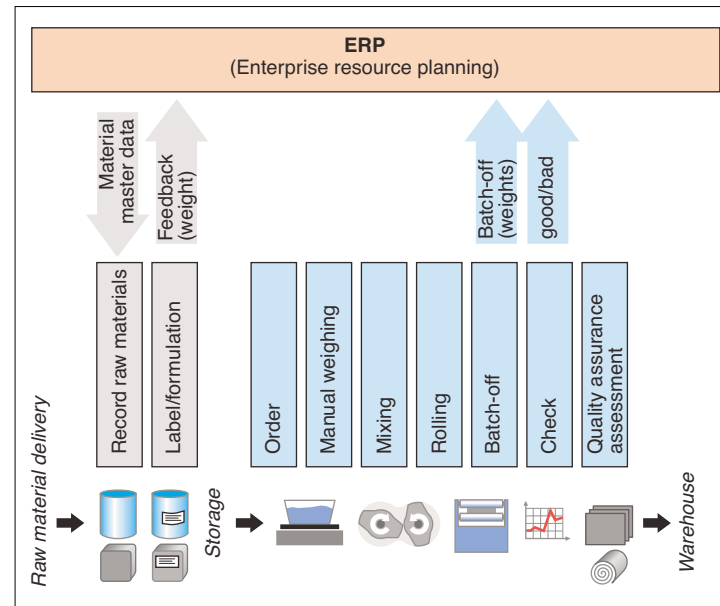 ERP
(Enterprise resource planning)
Material
master data
Feedback
(weight)
Batch-off
(weights)
good/bad
Record raw materials
Label/formulation
Order
Manual weighing
Mixing
Rolling
Batch-off
Check
Quality assurance
assessment
Raw material delivery
Storage
Warehouse